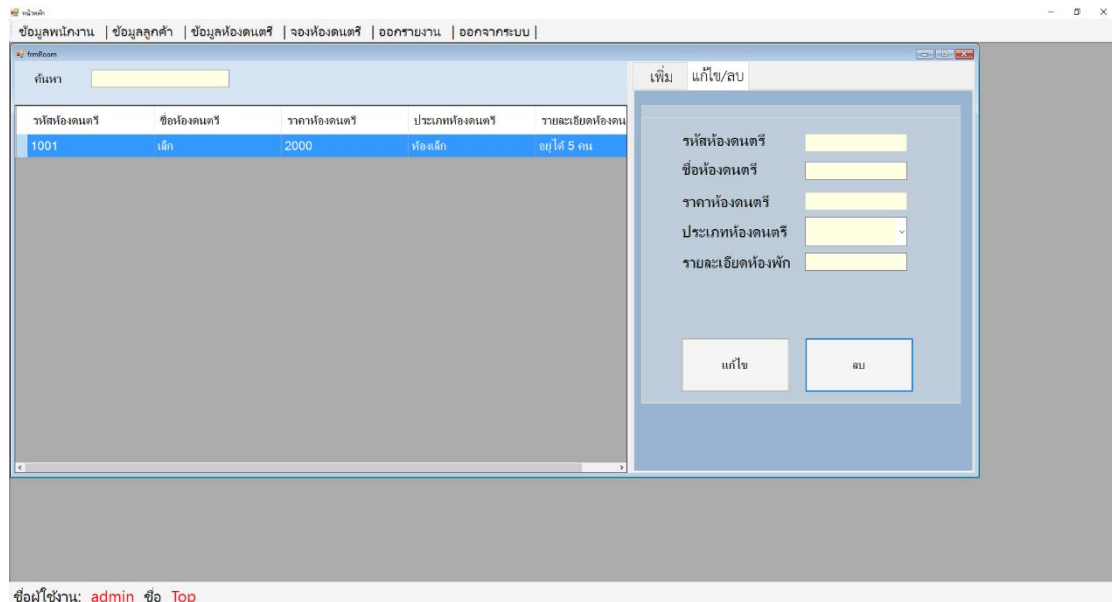 หน้าหลัก
ข้อมูลพนักงาน | ข้อมูลลูกค้า | ข้อมูลห้องดนตรี | จองห้องดนตรี | ออกรายงาน | ออกจากระบบ |
frmRoom
ค้นหา
เพิ่ม แก้ไข/ลบ
รหัสห้องดนตรี ชื่อห้องดนตรี ราคาห้องดนตรี ประเภทห้องดนตรี รายละเอียดห้องดน
1001 เล็ก 2000 ห้องเล็ก อยู่ได้ 5 คน
รหัสห้องดนตรี
ชื่อห้องดนตรี
ราคาห้องดนตรี
ประเภทห้องดนตรี
รายละเอียดห้องพัก
แก้ไข ลบ
ชื่อผู้ใช้งาน: admin ชื่อ Top